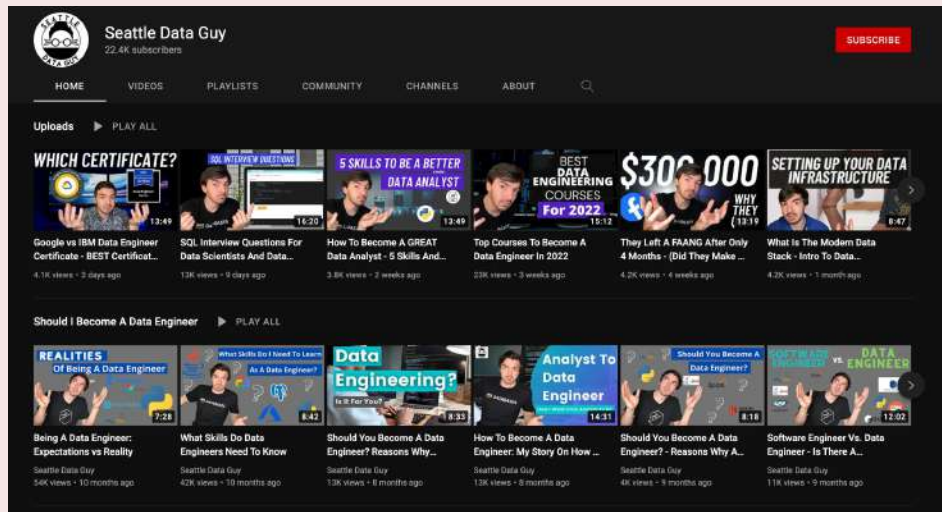 SEATTLE
DATA GUY
Seattle Data Guy
22.4K subscribers
SUBSCRIBE
HOME VIDEOS PLAYLISTS COMMUNITY CHANNELS ABOUT
Uploads PLAY ALL
WHICH CERTIFICATE?
13:49
SQL INTERVIEW QUESTIONS
16:20
5 SKILLS TO BE A BETTER
DATA ANALYST
13:49
BEST
DATA
ENGINEERING
COURSES
For 2022
15:12
$300,000
WHY
THEY
13:19
SETTING UP YOUR DATA
INFRASTRUCTURE
8:47
Google vs IBM Data Engineer
Certificate - BEST Certificat...
4.1K views • 2 days ago
SQL Interview Questions For
Data Scientists And Data...
13K views • 9 days ago
How To Become A GREAT
Data Analyst - 5 Skills And...
3.8K views • 2 weeks ago
Top Courses To Become A
Data Engineer In 2022
23K views • 3 weeks ago
They Left A FAANG After Only
4 Months - (Did They Make ...
4.2K views • 4 weeks ago
What Is The Modern Data
Stack - Intro To Data...
4.2K views • 1 month ago
Should I Become A Data Engineer PLAY ALL
REALITIES
Of Being A Data Engineer
7:28
What Skills Do I Need To Learn
As A Data Engineer?
8:42
Data
Engineering?
Is It For You?
8:33
Analyst To
Data
Engineer
14:31
Should You Become A
Data Engineer?
8:18
SOFTWARE
ENGINEER
VS.
DATA
ENGINEER
12:02
Being A Data Engineer:
Expectations vs Reality
Seattle Data Guy
54K views • 10 months ago
What Skills Do Data
Engineers Need To Know
Seattle Data Guy
42K views • 10 months ago
Should You Become A Data
Engineer? Reasons Why...
Seattle Data Guy
13K views • 8 months ago
How To Become A Data
Engineer: My Story On How ...
Seattle Data Guy
13K views • 8 months ago
Should You Become A Data
Engineer? - Reasons Why A...
Seattle Data Guy
4K views • 9 months ago
Software Engineer Vs. Data
Engineer - Is There A...
Seattle Data Guy
11K views • 9 months ago